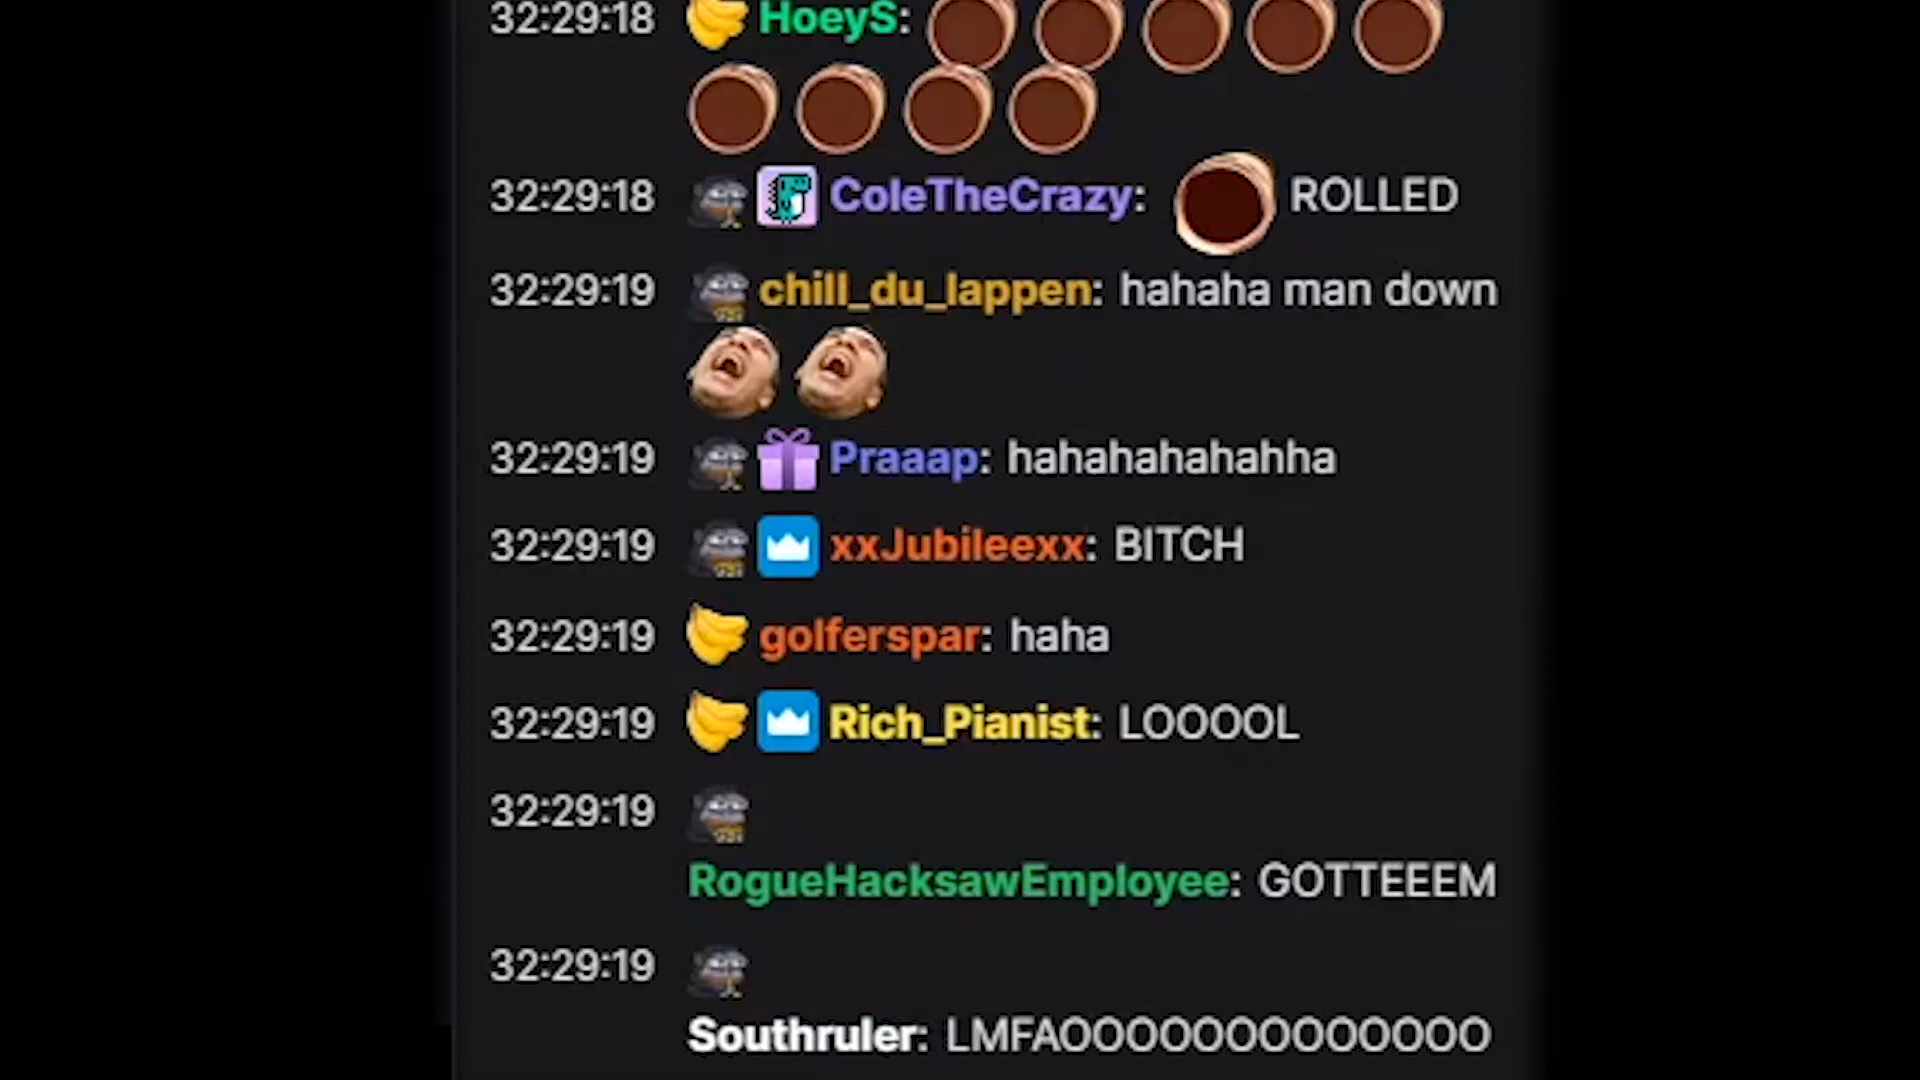 32:29:18 HoeyS:
32:29:18 ColeTheCrazy: ROLLED
32:29:19 chill_du_lappen: hahaha man down
32:29:19 Praaap: hahahahahahha
32:29:19 xxJubileexx: BITCH
32:29:19 golferspar: haha
32:29:19 Rich_Pianist: LOOOOL
32:29:19
RogueHacksawEmployee: GOTTEEEM
32:29:19
Southruler: LMFAOOOOOOOOOOOOO